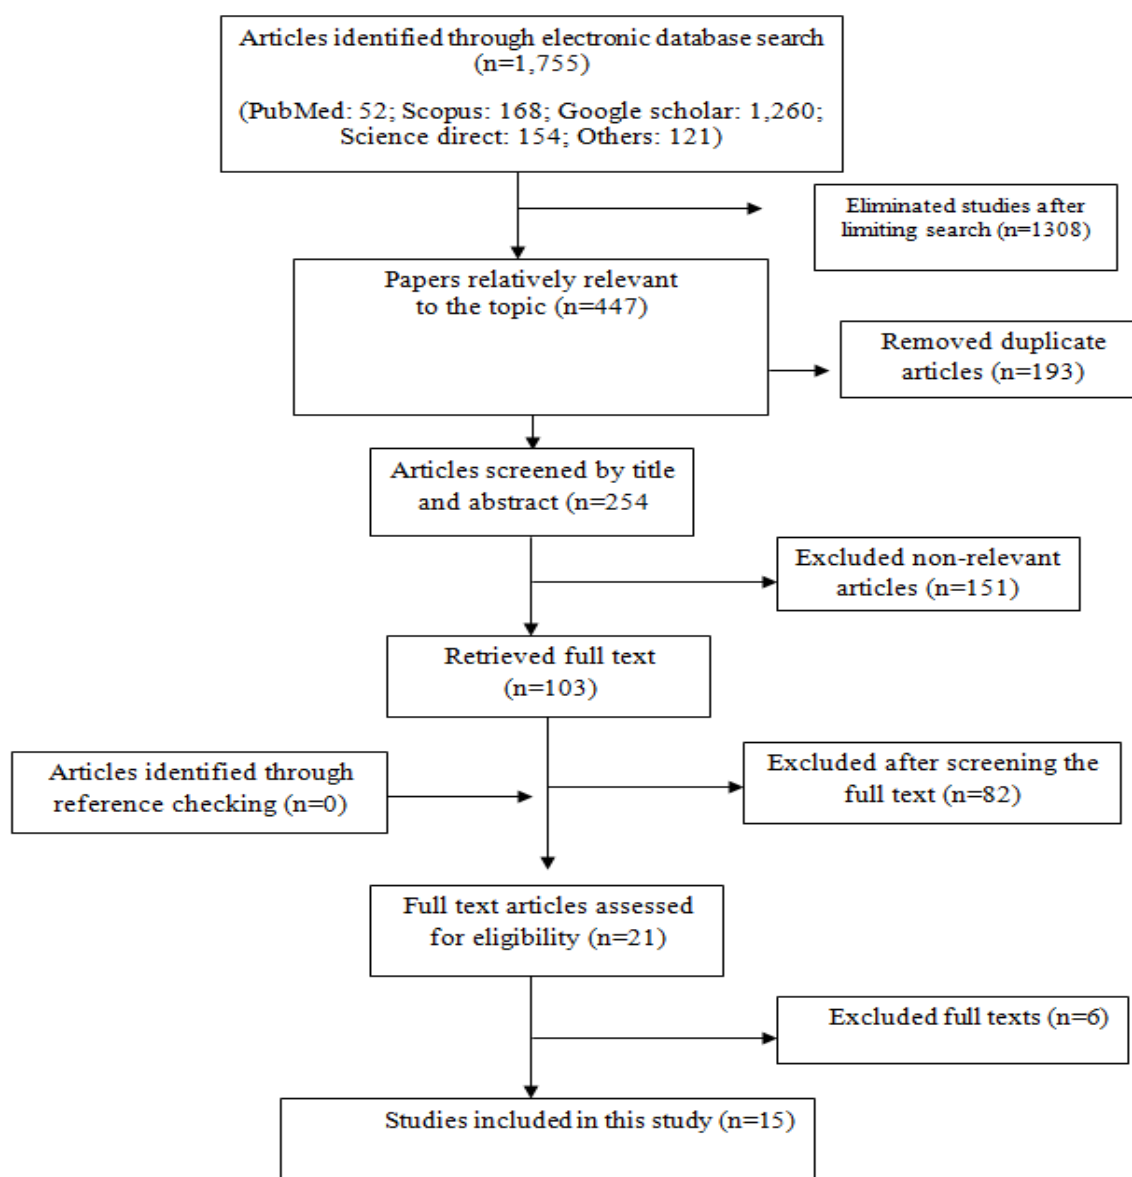 Articles identified through electronic database search
(n=1,755)
(PubMed: 52; Scopus: 168; Google scholar: 1,260;
Science direct: 154; Others: 121)
Eliminated studies after
limiting search (n=1308)
Papers relatively relevant
to the topic (n=447)
Removed duplicate
articles (n=193)
Articles screened by title
and abstract (n=254
Excluded non-relevant
articles (n=151)
Retrieved full text
(n=103)
Articles identified through
reference checking (n=0)
Excluded after screening the
full text (n=82)
Full text articles assessed
for eligibility (n=21)
Excluded full texts (n=6)
Studies included in this study (n=15)